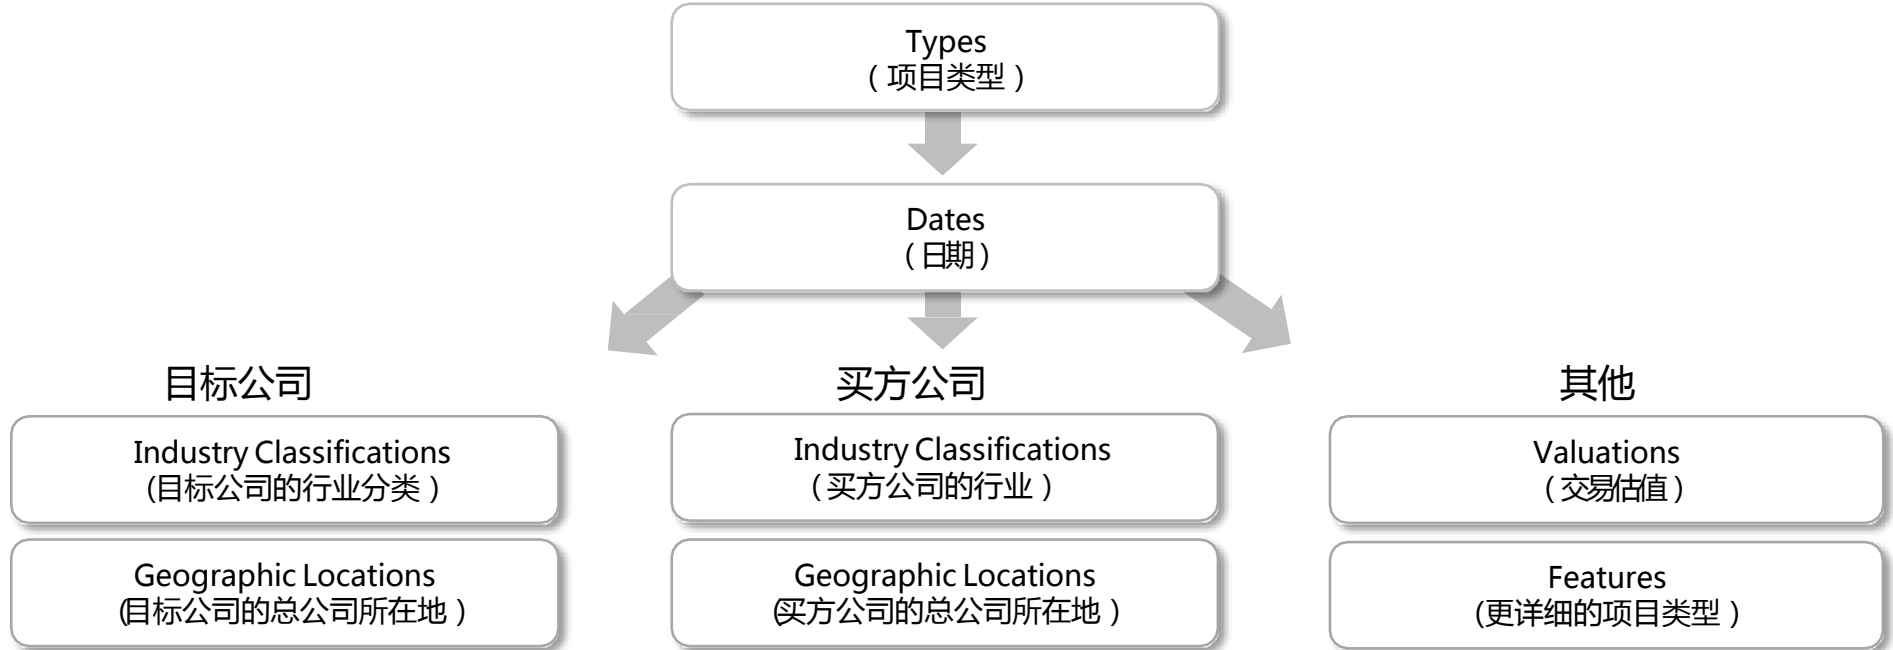 Types
（项目类型）
Dates
（日期）
目标公司
Industry Classifications
(目标公司的行业分类）
Geographic Locations
(目标公司的总公司所在地）
买方公司
Industry Classifications
（买方公司的行业）
Geographic Locations
(买方公司的总公司所在地）
其他
Valuations
（交易估值）
Features
(更详细的项目类型）